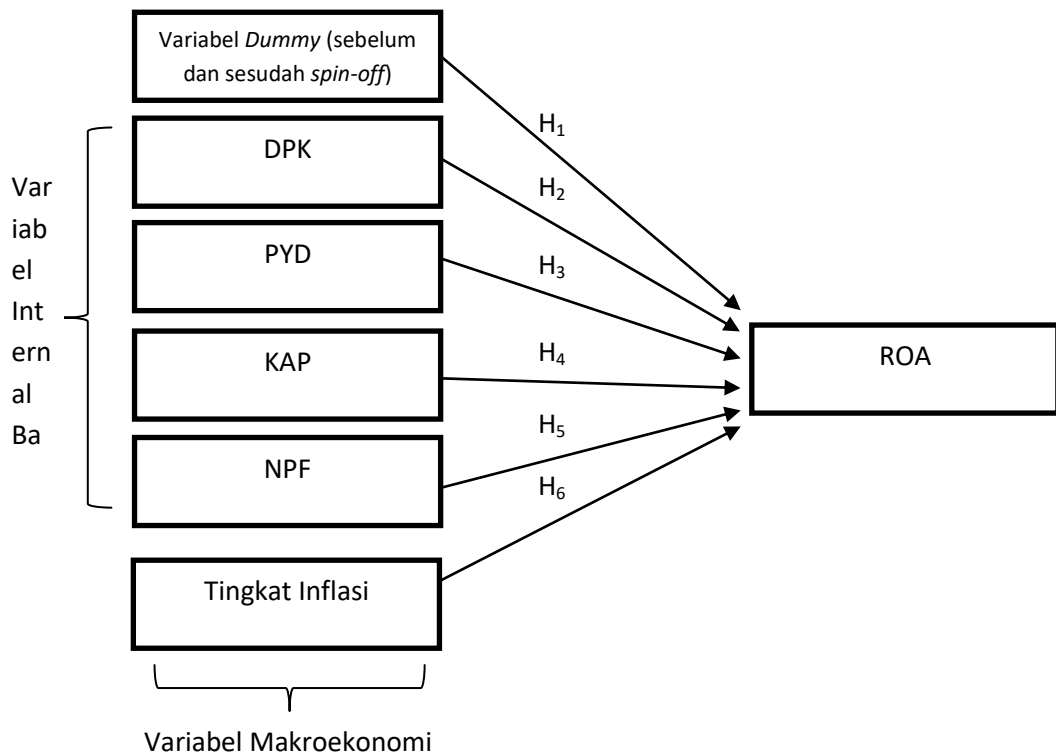 Variabel Dummy (sebelum
dan sesudah spin-off)
DPK
PYD
KAP
NPF
Tingkat Inflasi
Var
iab
el
Int
ern
al
Ba
H1
H2
H3
H4
H5
H6
ROA
Variabel Makroekonomi